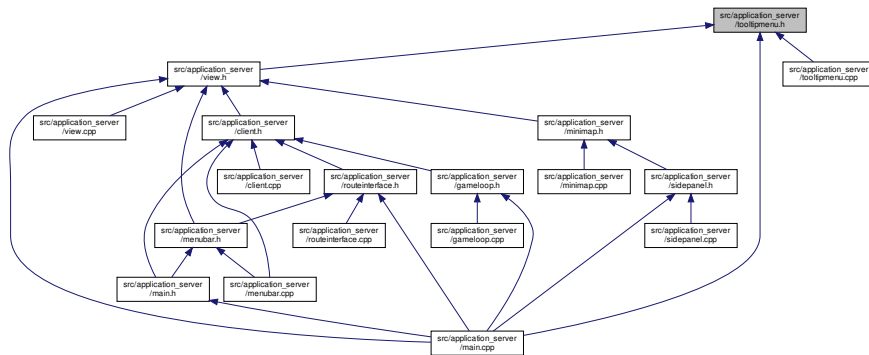 src/application_server
/tooltipmenu.h
src/application_server
/view.h
src/application_server
/tooltipmenu.cpp
src/application_server
/view.cpp
src/application_server
/client.h
src/application_server
/minimap.h
src/application_server
/client.cpp
src/application_server
/routeinterface.h
src/application_server
/gameloop.h
src/application_server
/minimap.cpp
src/application_server
/sidepanel.h
src/application_server
/menubar.h
src/application_server
/routeinterface.cpp
src/application_server
/gameloop.cpp
src/application_server
/sidepanel.cpp
src/application_server
/main.h
src/application_server
/menubar.cpp
src/application_server
/main.cpp